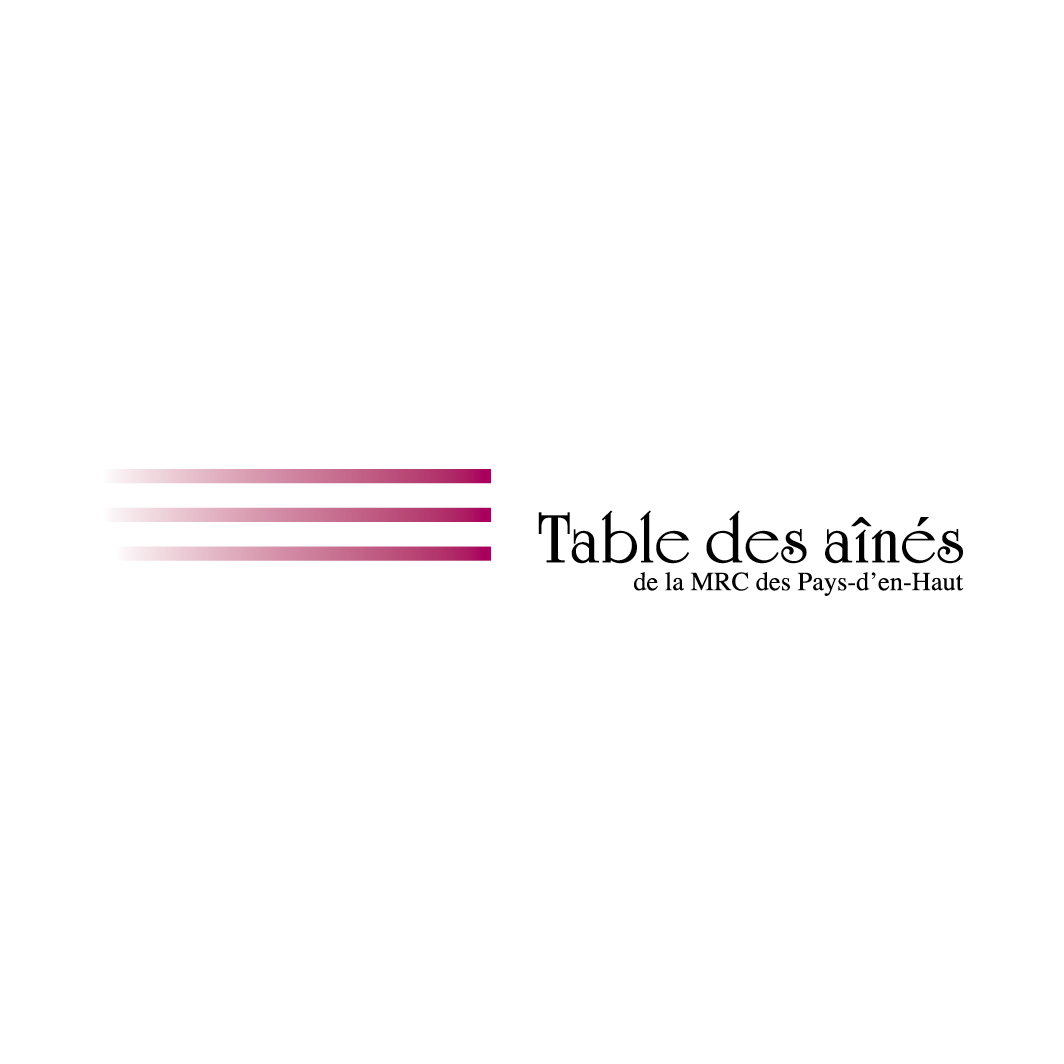 Table des aînés
de la MRC des Pays-d’en-Haut